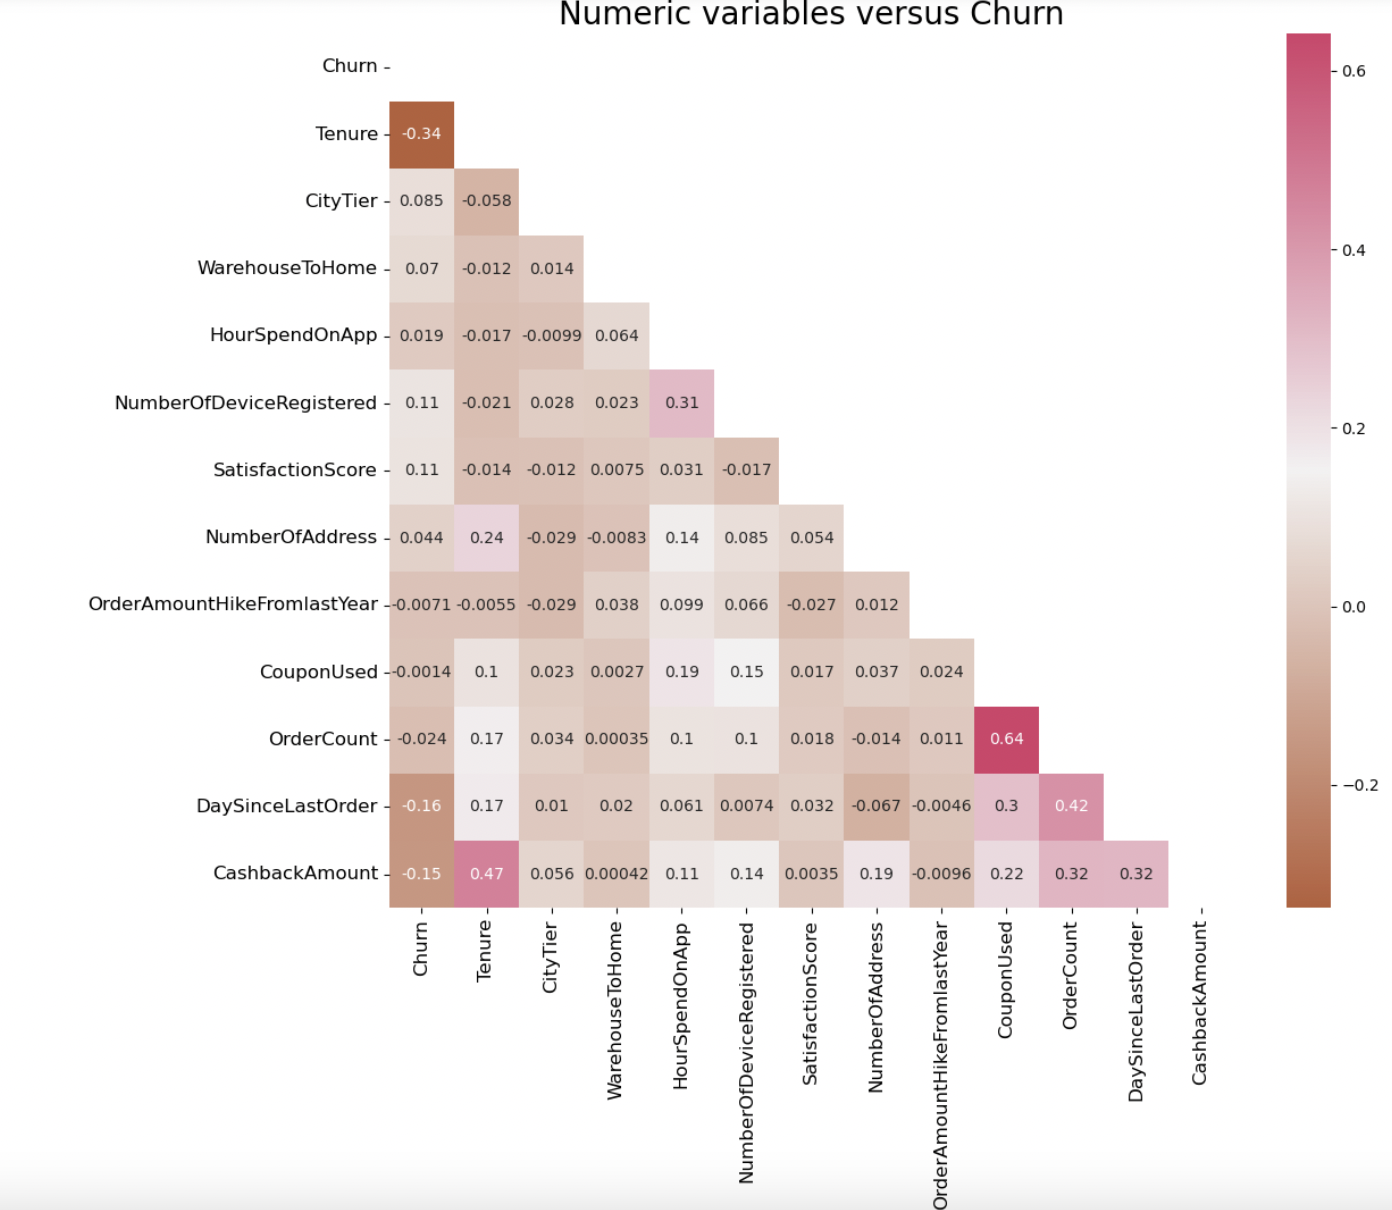 Numeric variables versus Churn
Churn
Tenure -0.34
CityTier 0.085 -0.058
WarehouseToHome 0.07 -0.012 0.014
HourSpendOnApp 0.019 -0.017 -0.0099 0.064
NumberOfDeviceRegistered 0.11 -0.021 0.028 0.023 0.31
SatisfactionScore 0.11 -0.014 -0.012 0.0075 0.031 -0.017
NumberOfAddress 0.044 0.24 -0.029 -0.0083 0.14 0.085 0.054
OrderAmountHikeFromlastYear -0.0071 -0.0055 -0.029 0.038 0.099 0.066 -0.027 0.012
CouponUsed -0.0014 0.1 0.023 0.0027 0.19 0.15 0.017 0.037 0.024
OrderCount -0.024 0.17 0.034 0.00035 0.1 0.1 0.018 -0.014 0.011 0.64
DaySinceLastOrder -0.16 0.17 0.01 0.02 0.061 0.0074 0.032 -0.067 -0.0046 0.3 0.42
CashbackAmount -0.15 0.47 0.056 0.00042 0.11 0.14 0.0035 0.19 -0.0096 0.22 0.32 0.32
Churn
Tenure
CityTier
WarehouseToHome
HourSpendOnApp
NumberOfDeviceRegistered
SatisfactionScore
NumberOfAddress
OrderAmountHikeFromlastYear
CouponUsed
OrderCount
DaySinceLastOrder
CashbackAmount
0.6
0.4
0.2
0.0
−0.2